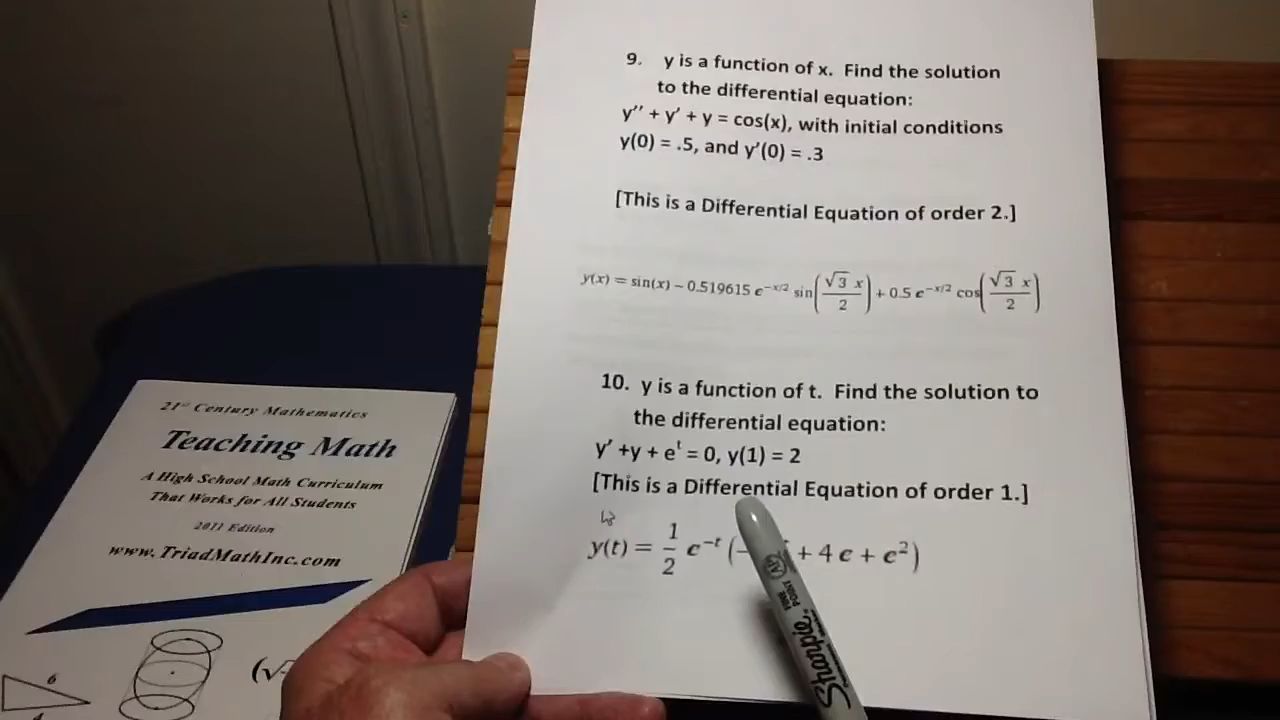 9. y is a function of x. Find the solution
to the differential equation:
y'' + y' + y = cos(x), with initial conditions
y(0) = .5, and y'(0) = .3
[This is a Differential Equation of order 2.]
y(x) = sin(x) − 0.519615 e^(−x/2) sin(√3 x / 2) + 0.5 e^(−x/2) cos(√3 x / 2)
10. y is a function of t. Find the solution to
the differential equation:
y' +y + e^t = 0, y(1) = 2
[This is a Differential Equation of order 1.]
y(t) = 1/2 e^(−t) (− + 4 e + e²)
21st Century Mathematics
Teaching Math
A High School Math Curriculum
That Works for All Students
2011 Edition
www.TriadMathInc.com
6
(√
Sharpie
FINE
POINT
AP